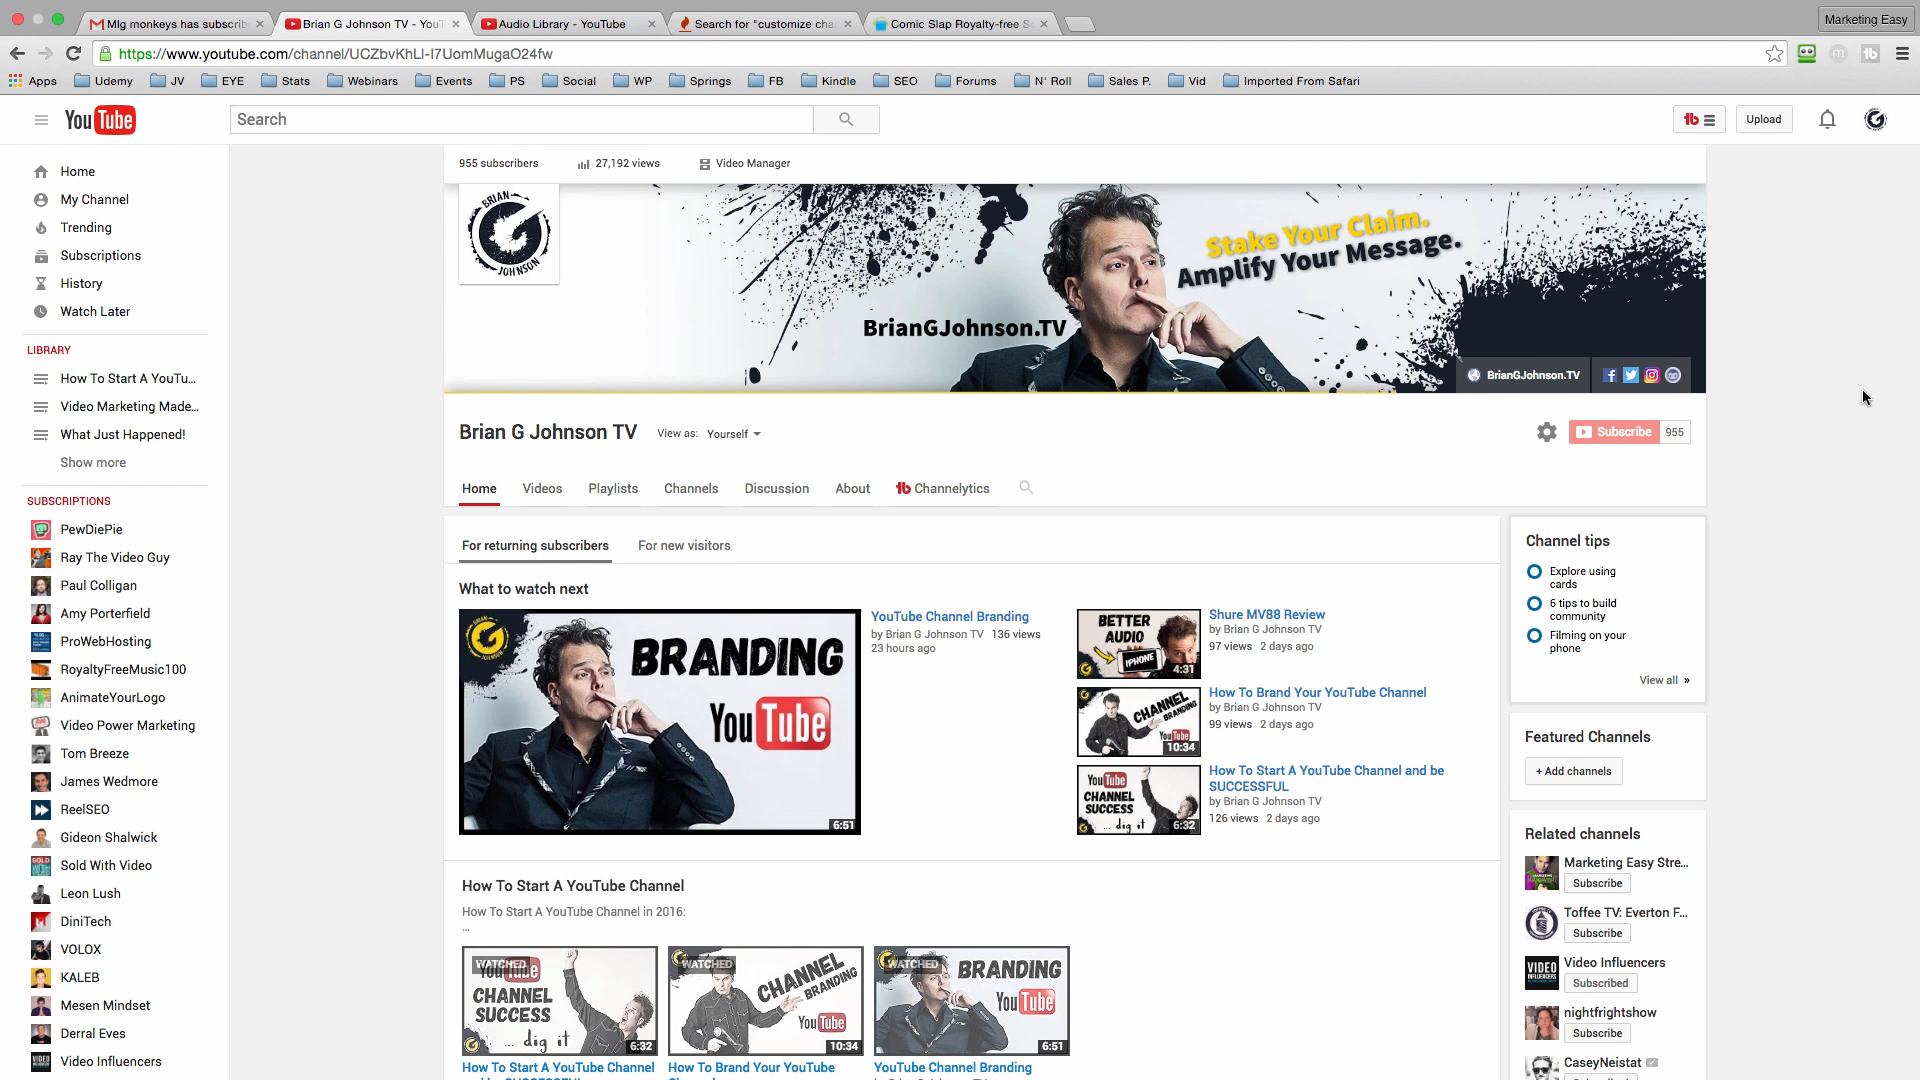 Mlg monkeys has subscrib
Brian G Johnson TV - YouT
Audio Library - YouTube
Search for "customize cha
Comic Slap Royalty-free S
Marketing Easy
https://www.youtube.com/channel/UCZbvKhLl-I7UomMugaO24fw
Apps
Udemy
JV
EYE
Stats
Webinars
Events
PS
Social
WP
Springs
FB
Kindle
SEO
Forums
N' Roll
Sales P.
Vid
Imported From Safari
YouTube
Search
Upload
Home
My Channel
Trending
Subscriptions
History
Watch Later
LIBRARY
How To Start A YouTu...
Video Marketing Made...
What Just Happened!
Show more
SUBSCRIPTIONS
PewDiePie
Ray The Video Guy
Paul Colligan
Amy Porterfield
ProWebHosting
RoyaltyFreeMusic100
AnimateYourLogo
Video Power Marketing
Tom Breeze
James Wedmore
ReelSEO
Gideon Shalwick
Sold With Video
Leon Lush
DiniTech
VOLOX
KALEB
Mesen Mindset
Derral Eves
Video Influencers
955 subscribers
27,192 views
Video Manager
BRIAN
JOHNSON
Stake Your Claim.
Amplify Your Message.
BrianGJohnson.TV
BrianGJohnson.TV
Brian G Johnson TV
View as: Yourself
Subscribe 955
Home
Videos
Playlists
Channels
Discussion
About
Channelytics
For returning subscribers
For new visitors
What to watch next
BRANDING
YouTube
6:51
YouTube Channel Branding
by Brian G Johnson TV 136 views
23 hours ago
BETTER
AUDIO
IPHONE
4:31
Shure MV88 Review
by Brian G Johnson TV
97 views 2 days ago
CHANNEL
BRANDING
YouTube
10:34
How To Brand Your YouTube Channel
by Brian G Johnson TV
99 views 2 days ago
YouTube
CHANNEL
SUCCESS
... dig it
6:32
How To Start A YouTube Channel and be
SUCCESSFUL
by Brian G Johnson TV
126 views 2 days ago
How To Start A YouTube Channel
How To Start A YouTube Channel in 2016:
...
WATCHED
YouTube
CHANNEL
SUCCESS
... dig it
6:32
How To Start A YouTube Channel
WATCHED
CHANNEL
BRANDING
YouTube
10:34
How To Brand Your YouTube
WATCHED
BRANDING
YouTube
6:51
YouTube Channel Branding
Channel tips
Explore using
cards
6 tips to build
community
Filming on your
phone
View all »
Featured Channels
+ Add channels
Related channels
Marketing Easy Stre...
Subscribe
Toffee TV: Everton F...
Subscribe
VIDEO
INFLUENCERS
Video Influencers
Subscribed
nightfrightshow
Subscribe
CaseyNeistat